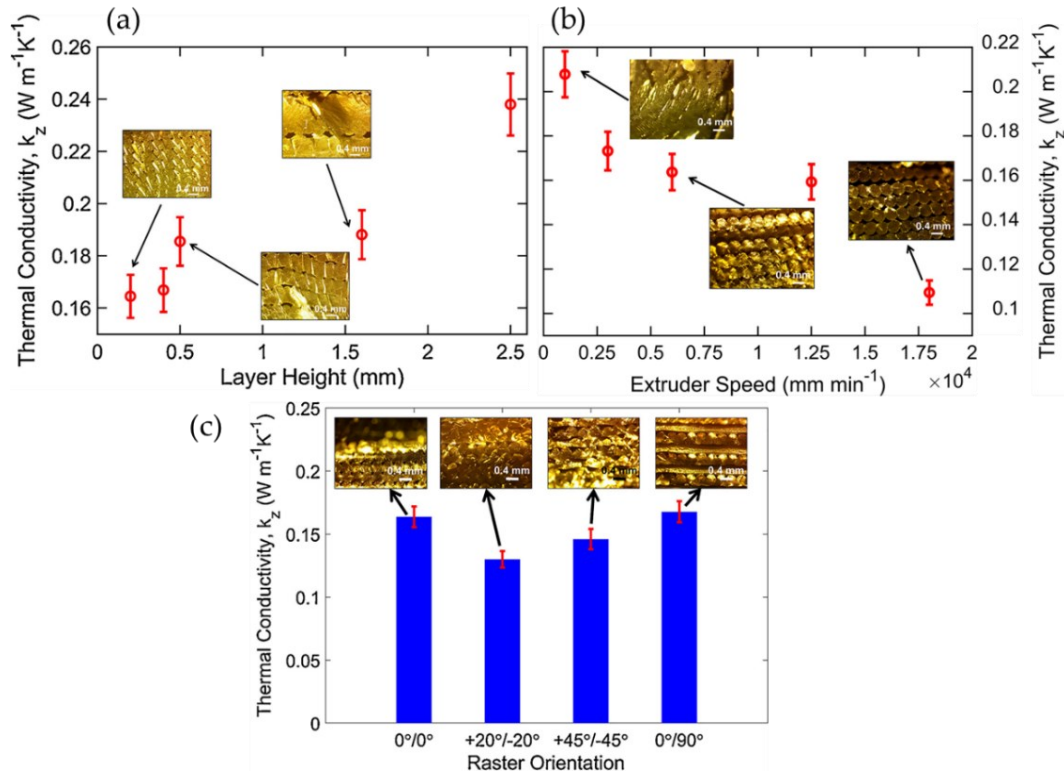 (a)
Thermal Conductivity, k_z (W m⁻¹K⁻¹)
0.26
0.24
0.22
0.2
0.18
0.16
0.4 mm
0.4 mm
0.4 mm
0 0.5 1 1.5 2 2.5
Layer Height (mm)
(b)
0.22
0.2
0.18
0.16
0.14
0.12
0.1
Thermal Conductivity, k_z (W m⁻¹K⁻¹)
0.4 mm
0.4 mm
0.4 mm
0 0.25 0.5 0.75 1 1.25 1.5 1.75 2
Extruder Speed (mm min⁻¹) ×10⁴
(c)
Thermal Conductivity, k_z (W m⁻¹K⁻¹)
0.25
0.2
0.15
0.1
0.05
0
0.4 mm
0.4 mm
0.4 mm
0.4 mm
0°/0° +20°/-20° +45°/-45° 0°/90°
Raster Orientation